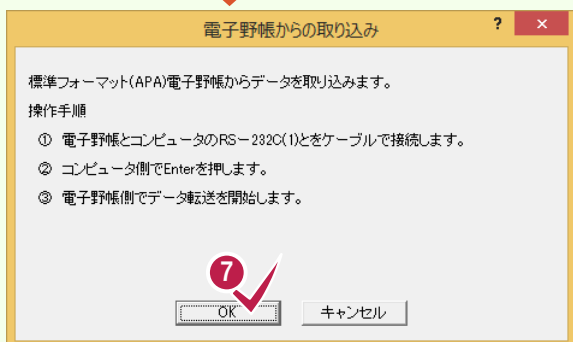 電子野帳からの取り込み
? ×
標準フォーマット(APA)電子野帳からデータを取り込みます。
操作手順
① 電子野帳とコンピュータのRS-232C(1)とをケーブルで接続します。
② コンピュータ側でEnterを押します。
③ 電子野帳側でデータ転送を開始します。
7
OK キャンセル